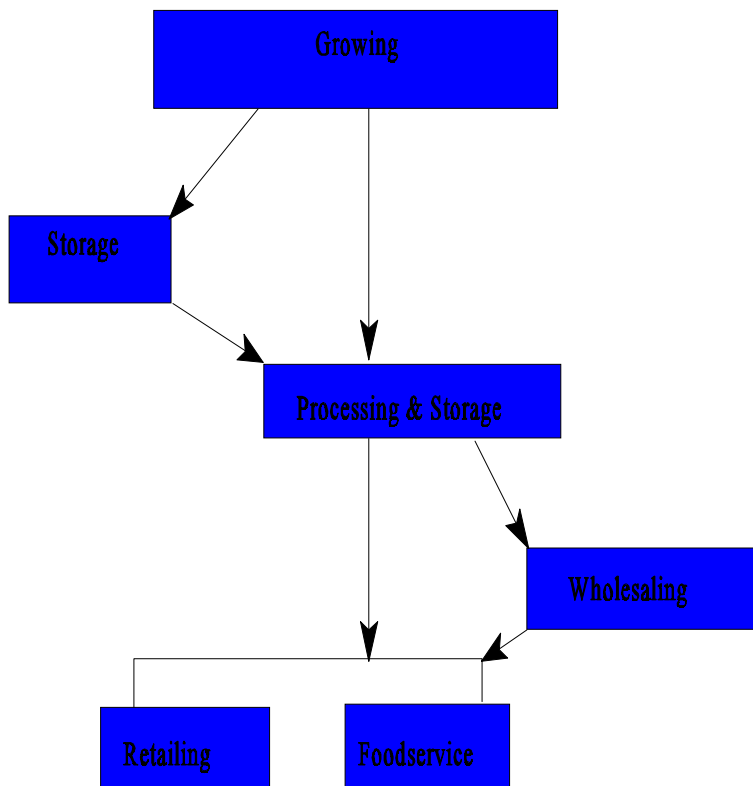 Growing
Storage
Processing & Storage
Wholesaling
Retailing
Foodservice